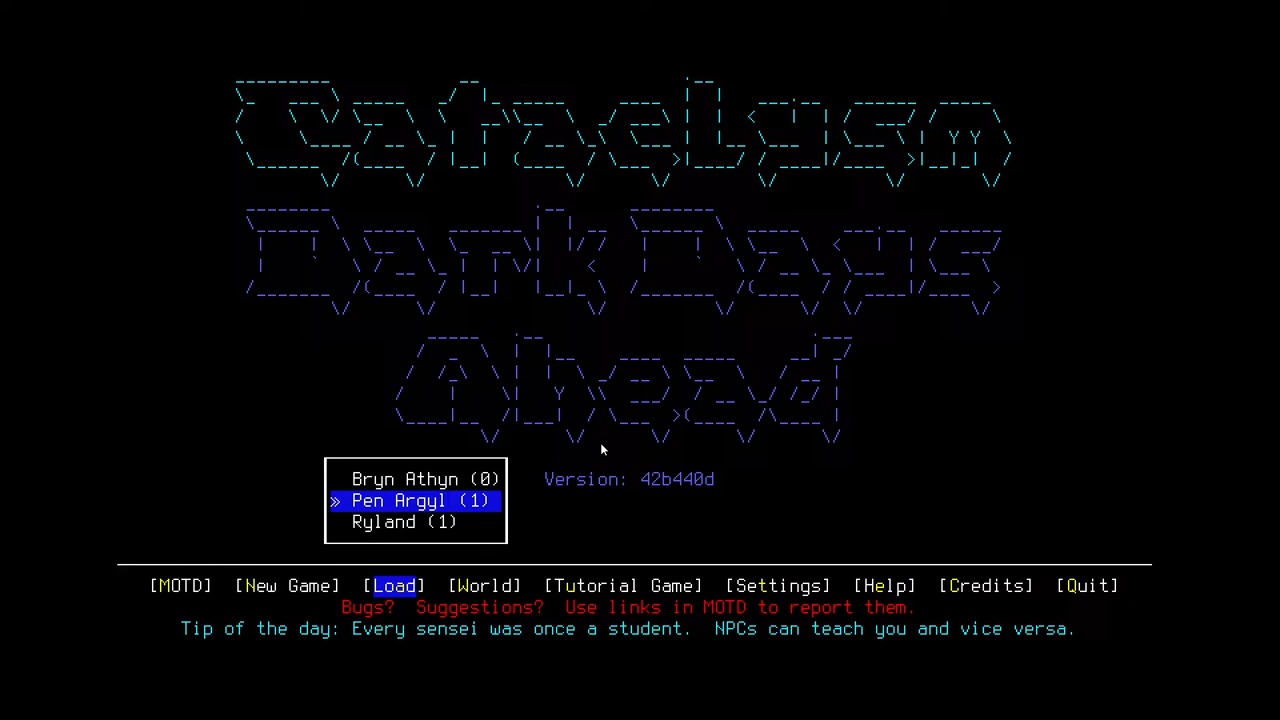 Cataclysm
Dark Days
Ahead
Bryn Athyn (0)
Version: 42b440d
» Pen Argyl (1)
Ryland (1)
[MOTD] [New Game] [Load] [World] [Tutorial Game] [Settings] [Help] [Credits] [Quit]
Bugs? Suggestions? Use links in MOTD to report them.
Tip of the day: Every sensei was once a student. NPCs can teach you and vice versa.